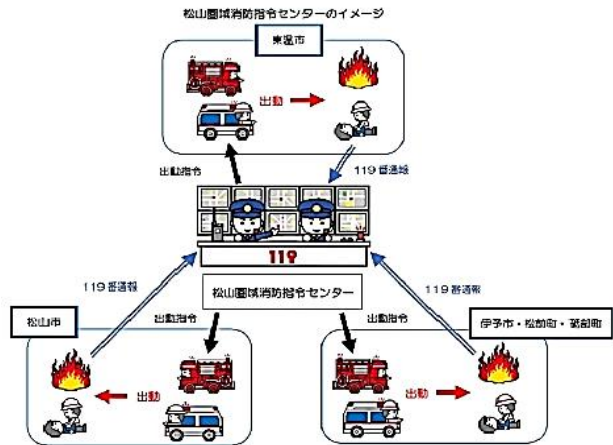 松山圏域消防指令センターのイメージ
東温市
出動
出動指令
119番通報
119
119番通報
松山圏域消防指令センター
119番通報
松山市
出動指令
出動指令
伊予市・松前町・砥部町
出動
出動